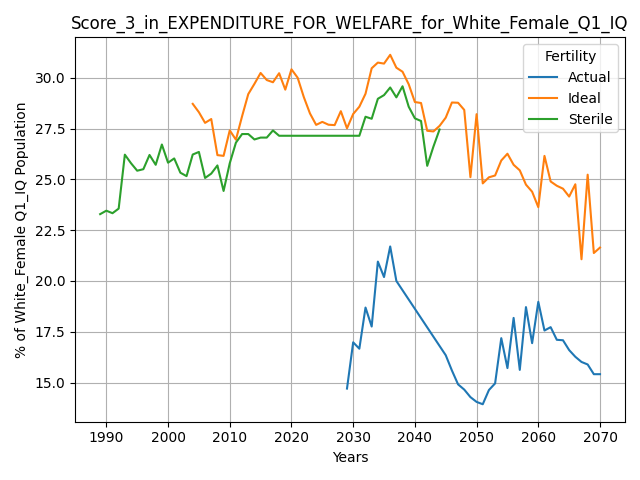 Score_3_in_EXPENDITURE_FOR_WELFARE_for_White_Female_Q1_IQ
% of White_Female Q1_IQ Population
30.0
27.5
25.0
22.5
20.0
17.5
15.0
Fertility
Actual
Ideal
Sterile
1990 2000 2010 2020 2030 2040 2050 2060 2070
Years